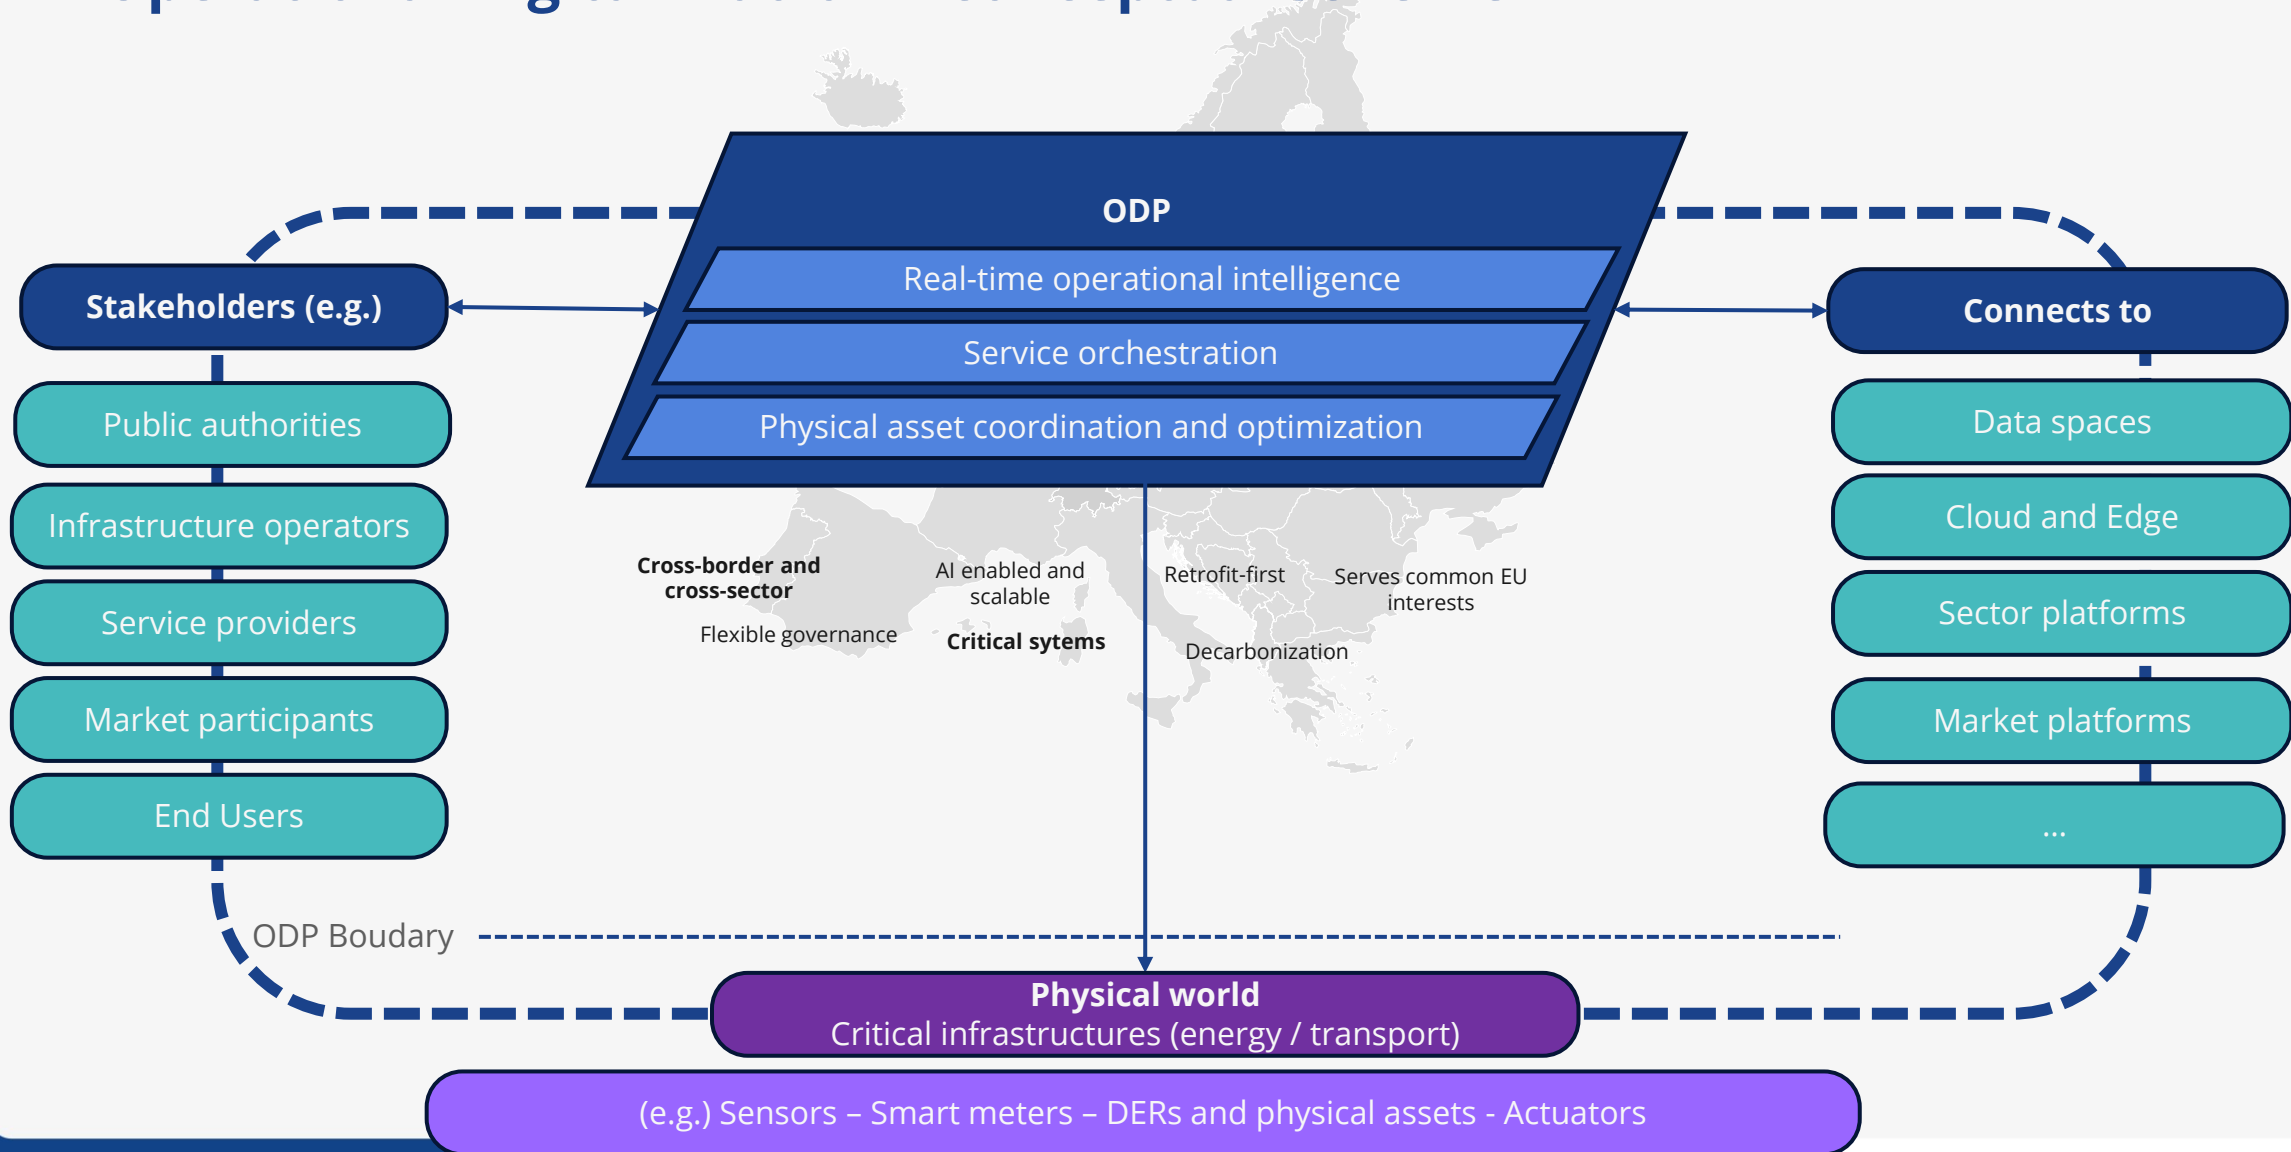 ODP
Real-time operational intelligence
Service orchestration
Physical asset coordination and optimization
Stakeholders (e.g.)
Public authorities
Infrastructure operators
Service providers
Market participants
End Users
Connects to
Data spaces
Cloud and Edge
Sector platforms
Market platforms
...
Cross-border and
cross-sector
AI enabled and
scalable
Retrofit-first
Serves common EU
interests
Flexible governance
Critical sytems
Decarbonization
ODP Boudary
Physical world
Critical infrastructures (energy / transport)
(e.g.) Sensors – Smart meters – DERs and physical assets - Actuators